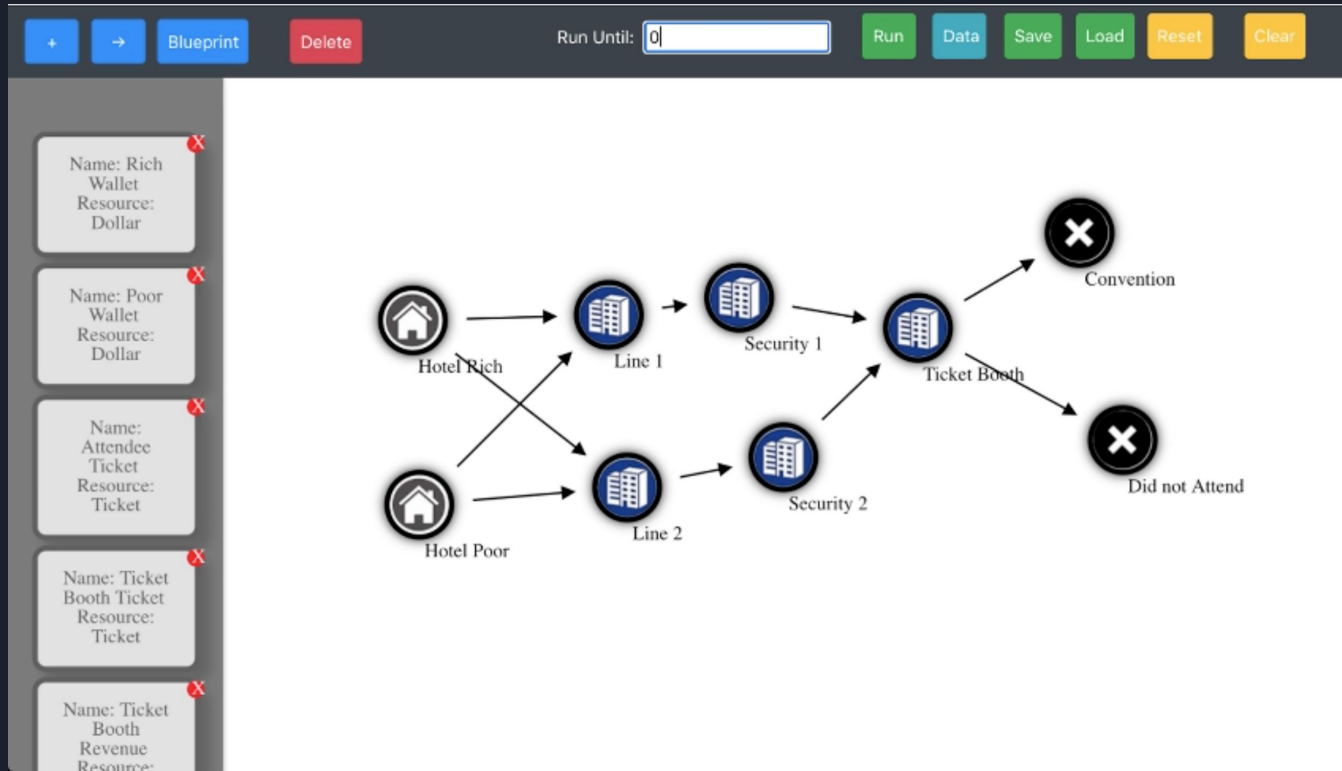 +
→
Blueprint
Delete
Run Until:
0
Run
Data
Save
Load
Reset
Clear
X
Name: Rich
Wallet
Resource:
Dollar
X
Name: Poor
Wallet
Resource:
Dollar
X
Name:
Attendee
Ticket
Resource:
Ticket
X
Name: Ticket
Booth Ticket
Resource:
Ticket
X
Name: Ticket
Booth
Revenue
Resource:
Convention
Security 1
Line 1
Hotel Rich
Ticket Booth
Did not Attend
Security 2
Line 2
Hotel Poor